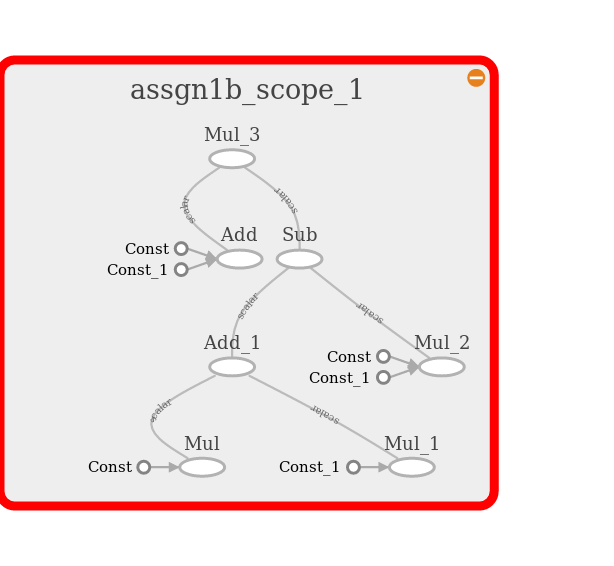 assgn1b_scope_1
Mul_3
scalar
scalar
Add
Sub
Const
Const_1
scalar
scalar
Add_1
Mul_2
Const
Const_1
scalar
scalar
Mul
Mul_1
Const
Const_1